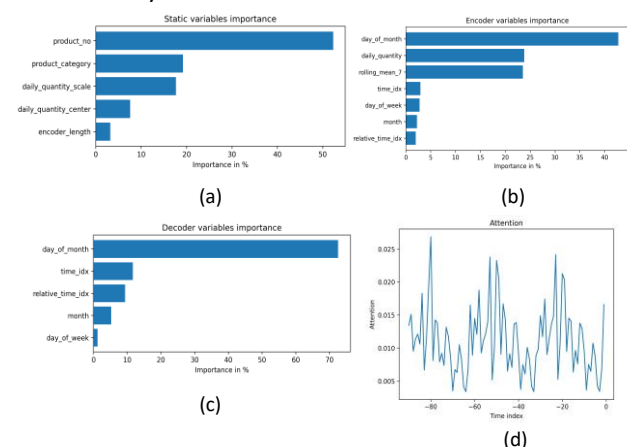 Static variables importance
product_no
product_category
daily_quantity_scale
daily_quantity_center
encoder_length
0 10 20 30 40 50
Importance in %
(a)
Encoder variables importance
day_of_month
daily_quantity
rolling_mean_7
time_idx
day_of_week
month
relative_time_idx
0 5 10 15 20 25 30 35 40
Importance in %
(b)
Decoder variables importance
day_of_month
time_idx
relative_time_idx
month
day_of_week
0 10 20 30 40 50 60 70
Importance in %
(c)
Attention
0.025
0.020
0.015
0.010
0.005
Attention
−80 −60 −40 −20 0
Time index
(d)